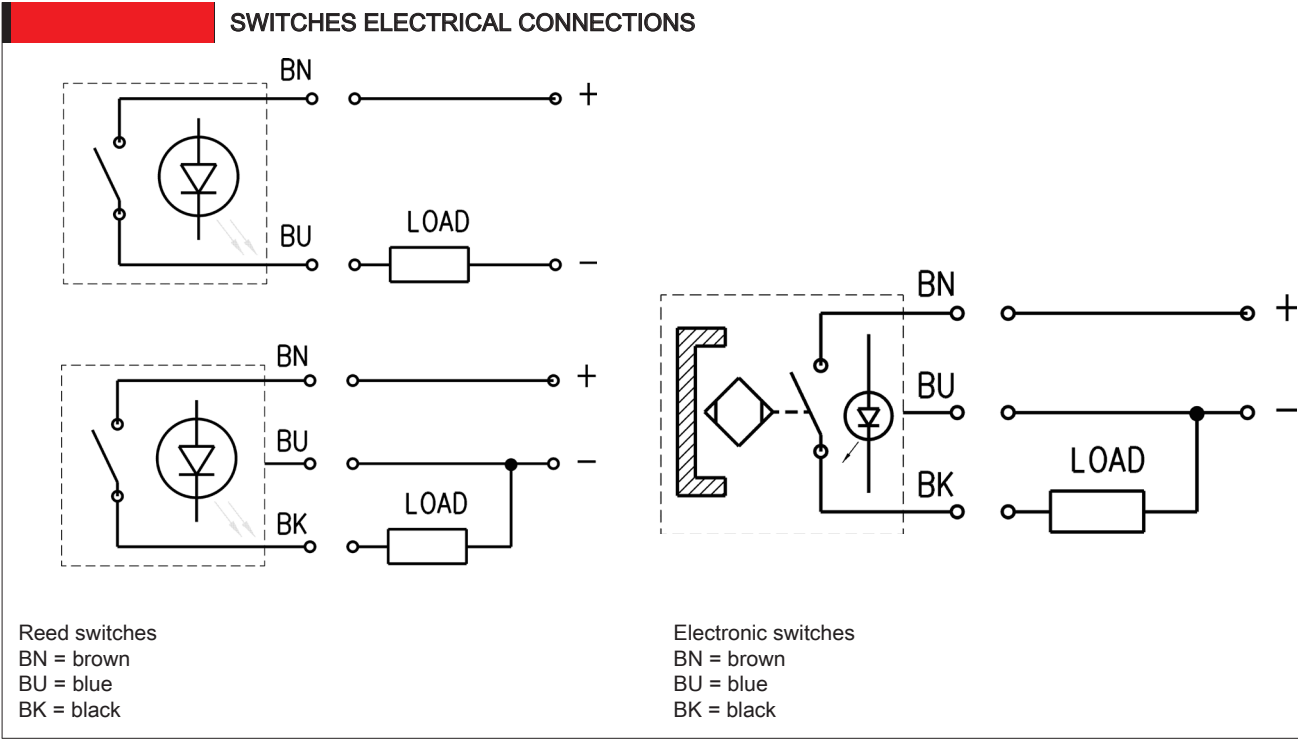 SWITCHES ELECTRICAL CONNECTIONS
BN
+
BU
LOAD
−
BN
+
BU
−
LOAD
BK
BN
+
BU
−
LOAD
BK
Reed switches
BN = brown
BU = blue
BK = black
Electronic switches
BN = brown
BU = blue
BK = black